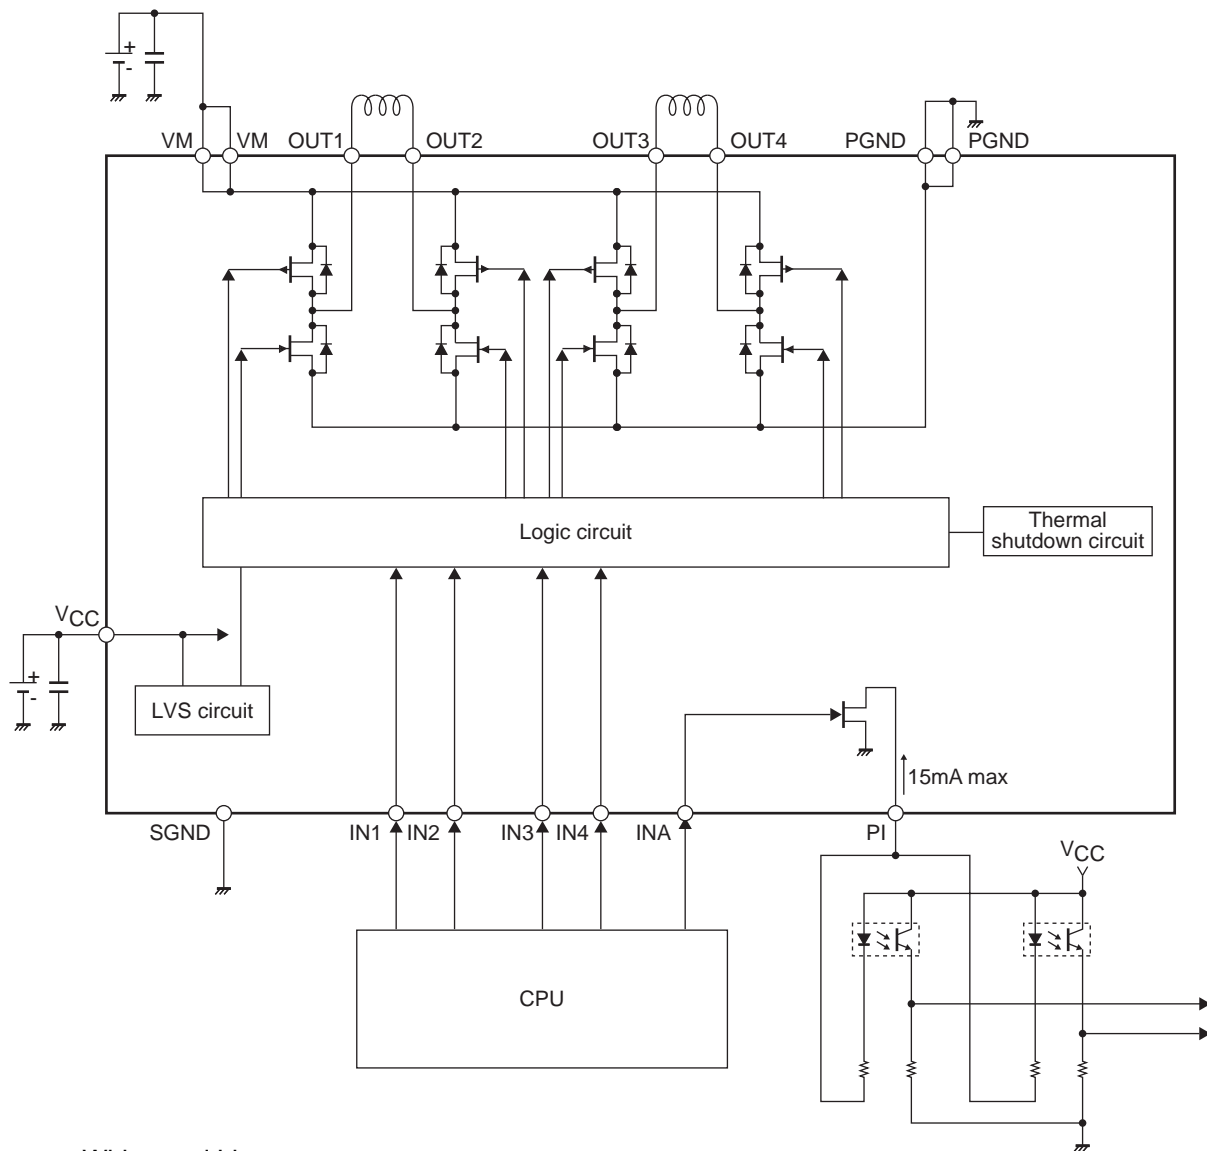 +
-
VM
VM
OUT1
OUT2
OUT3
OUT4
PGND
PGND
Logic circuit
Thermal
shutdown circuit
VCC
+
-
LVS circuit
15mA max
SGND
IN1
IN2
IN3
IN4
INA
PI
VCC
CPU